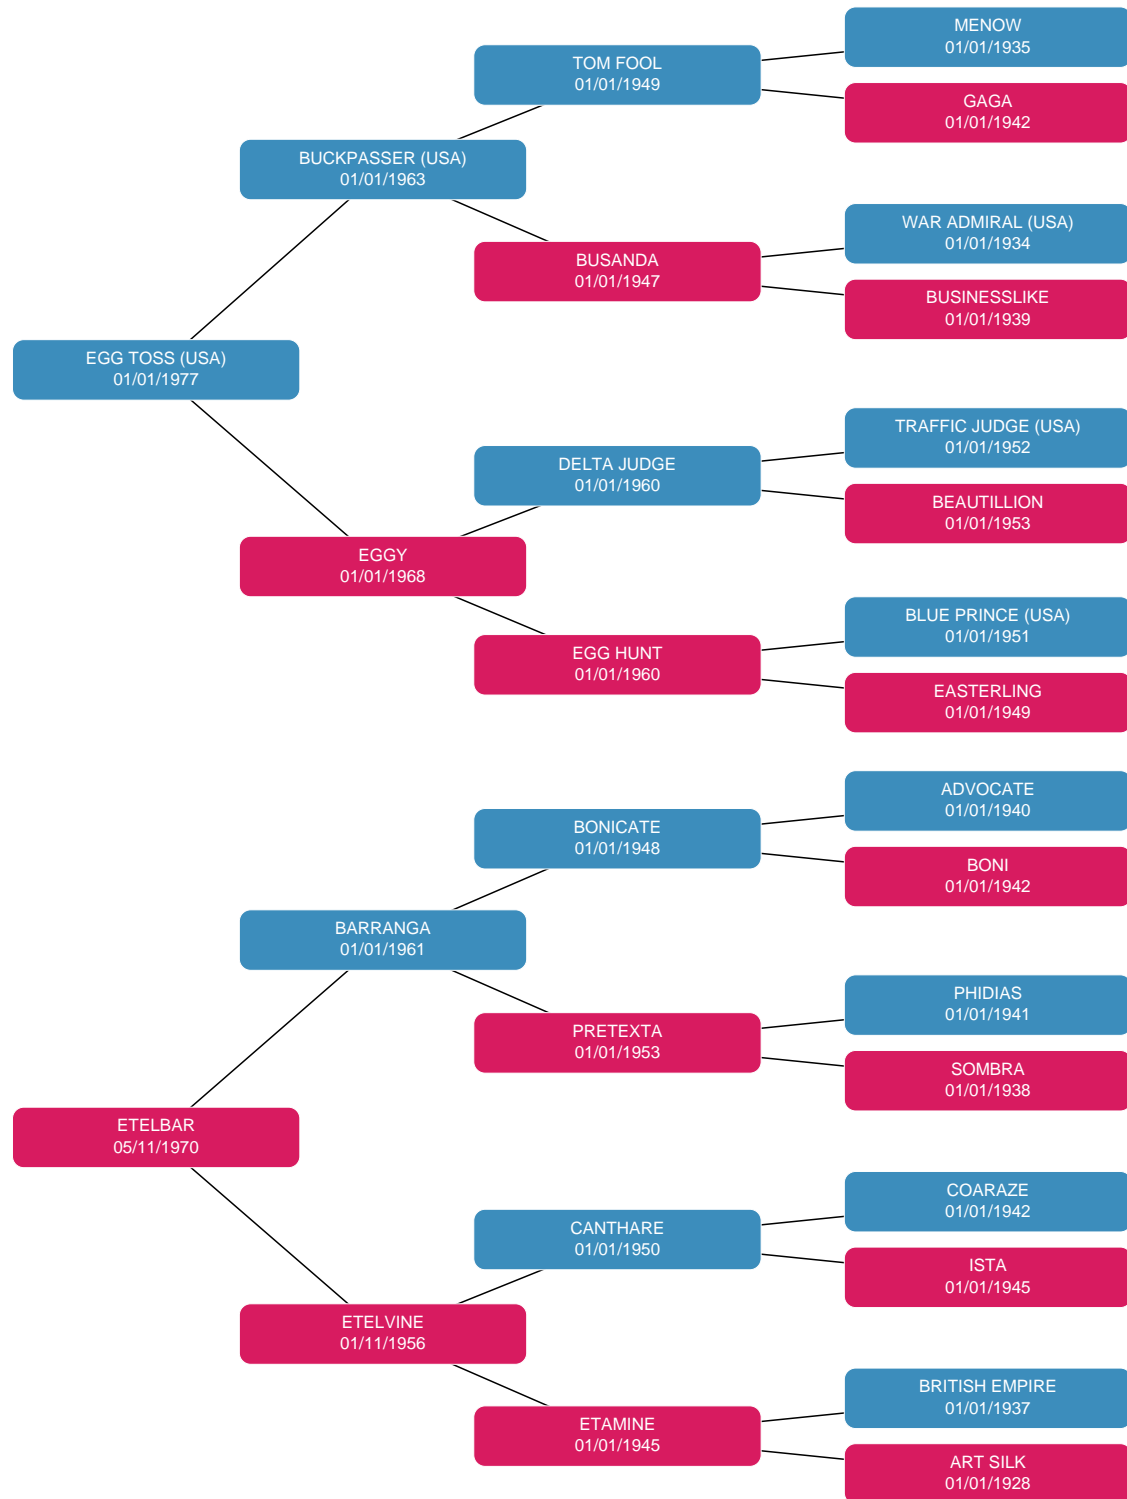 MENOW
01/01/1935
TOM FOOL
01/01/1949
GAGA
01/01/1942
BUCKPASSER (USA)
01/01/1963
WAR ADMIRAL (USA)
01/01/1934
BUSANDA
01/01/1947
BUSINESSLIKE
01/01/1939
EGG TOSS (USA)
01/01/1977
TRAFFIC JUDGE (USA)
01/01/1952
DELTA JUDGE
01/01/1960
BEAUTILLION
01/01/1953
EGGY
01/01/1968
BLUE PRINCE (USA)
01/01/1951
EGG HUNT
01/01/1960
EASTERLING
01/01/1949
ADVOCATE
01/01/1940
BONICATE
01/01/1948
BONI
01/01/1942
BARRANGA
01/01/1961
PHIDIAS
01/01/1941
PRETEXTA
01/01/1953
SOMBRA
01/01/1938
ETELBAR
05/11/1970
COARAZE
01/01/1942
CANTHARE
01/01/1950
ISTA
01/01/1945
ETELVINE
01/11/1956
BRITISH EMPIRE
01/01/1937
ETAMINE
01/01/1945
ART SILK
01/01/1928